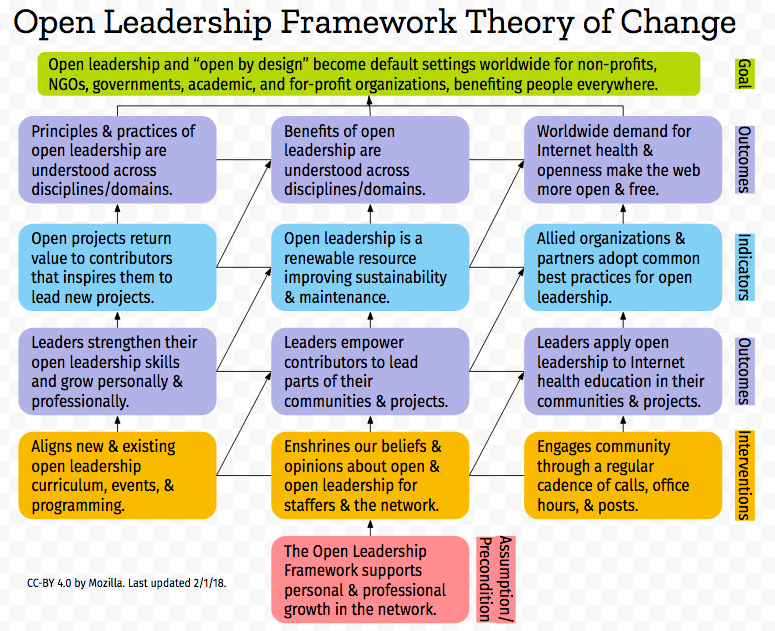 Open Leadership Framework Theory of Change
Open leadership and “open by design” become default settings worldwide for non-profits,
NGOs, governments, academic, and for-profit organizations, benefiting people everywhere.
Goal
Principles & practices of
open leadership are
understood across
disciplines/domains.
Benefits of open
leadership are
understood across
disciplines/domains.
Worldwide demand for
Internet health &
openness make the web
more open & free.
Outcomes
Open projects return
value to contributors
that inspires them to
lead new projects.
Open leadership is a
renewable resource
improving sustainability
& maintenance.
Allied organizations &
partners adopt common
best practices for open
leadership.
Indicators
Leaders strengthen their
open leadership skills
and grow personally &
professionally.
Leaders empower
contributors to lead
parts of their
communities & projects.
Leaders apply open
leadership to Internet
health education in their
communities & projects.
Outcomes
Aligns new & existing
open leadership
curriculum, events, &
programming.
Enshrines our beliefs &
opinions about open &
open leadership for
staffers & the network.
Engages community
through a regular
cadence of calls, office
hours, & posts.
Interventions
The Open Leadership
Framework supports
personal & professional
growth in the network.
Assumption/
Precondition
CC-BY 4.0 by Mozilla. Last updated 2/1/18.